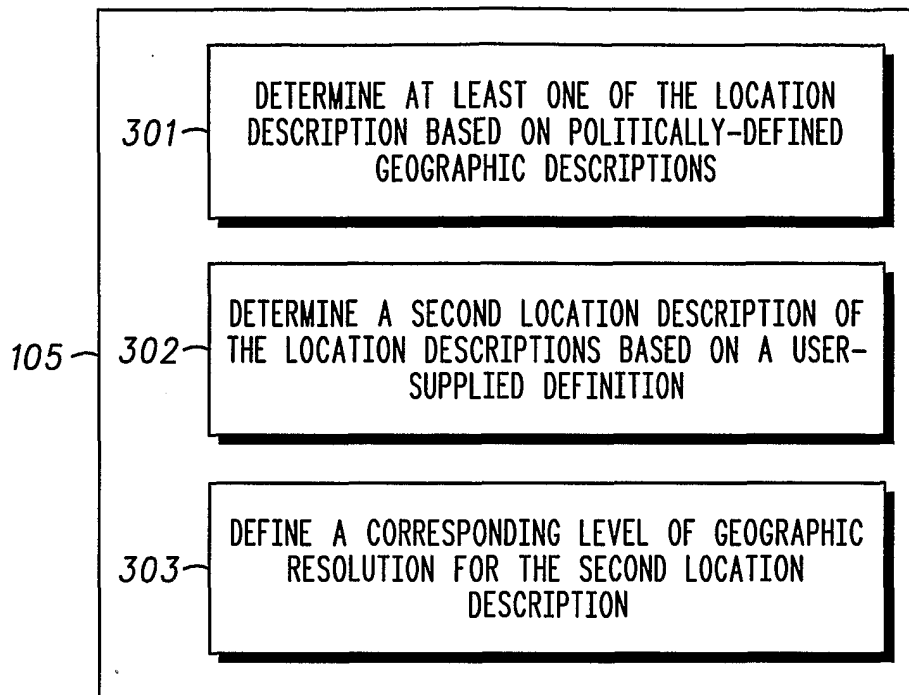 DETERMINE AT LEAST ONE OF THE LOCATION
301
DESCRIPTION BASED ON POLITICALLY-DEFINED
GEOGRAPHIC DESCRIPTIONS
DETERMINE A SECOND LOCATION DESCRIPTION OF
105
302
THE LOCATION DESCRIPTIONS BASED ON A USER-
SUPPLIED DEFINITION
DEFINE A CORRESPONDING LEVEL OF GEOGRAPHIC
303
RESOLUTION FOR THE SECOND LOCATION
DESCRIPTION